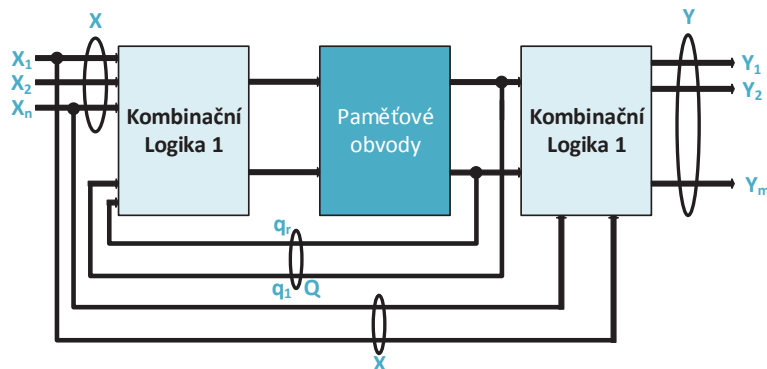 X
X1
X2
Xn
Kombinační
Logika 1
Paměťové
obvody
Kombinační
Logika 1
Y
Y1
Y2
Ym
qr
q1 Q
X